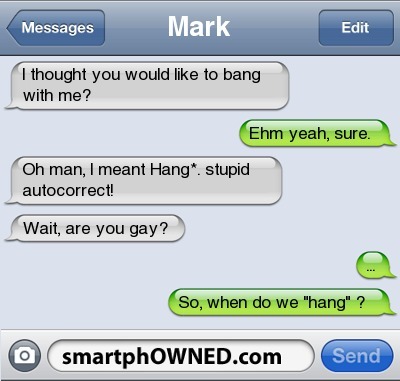 Messages
Mark
Edit
I thought you would like to bang
with me?
Ehm yeah, sure.
Oh man, I meant Hang*. stupid
autocorrect!
Wait, are you gay?
...
So, when do we "hang" ?
smartphOWNED.com
Send